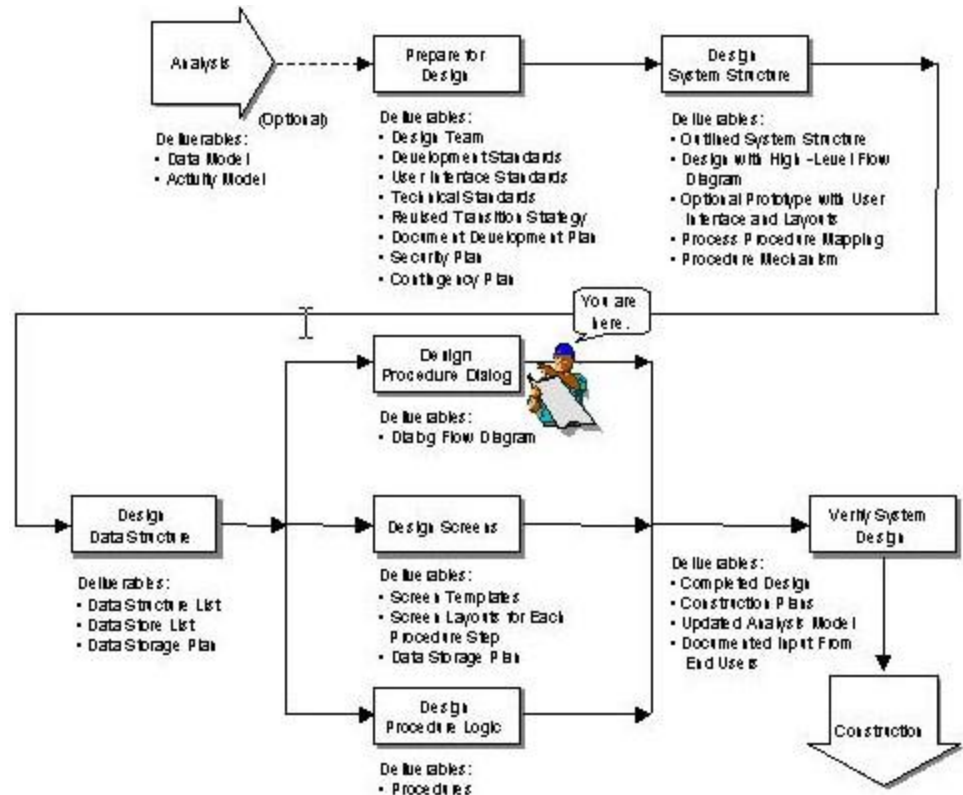 Analysis
(Optional)
Deliverables:
• Data Model
• Activity Model
Prepare for
Design
Deliverables:
• Design Team
• Development Standards
• User Interface Standards
• Technical Standards
• Revised Transition Strategy
• Document Development Plan
• Security Plan
• Contingency Plan
Design
System Structure
Deliverables:
• Outlined System Structure
• Design with High-Level Flow
Diagram
• Optional Prototype with User
Interface and Layouts
• Process Procedure Mapping
• Procedure Mechanism
You are
here.
Design
Procedure Dialog
Deliverables:
• Dialog Flow Diagram
Design
Data Structure
Deliverables:
• Data Structure List
• Data Store List
• Data Storage Plan
Design Screens
Deliverables:
• Screen Templates
• Screen Layouts for Each
Procedure Step
• Data Storage Plan
Design
Procedure Logic
Deliverables:
• Procedures
Verify System
Design
Deliverables:
• Completed Design
• Construction Plans
• Updated Analysis Model
• Documented Input From
End Users
Construction